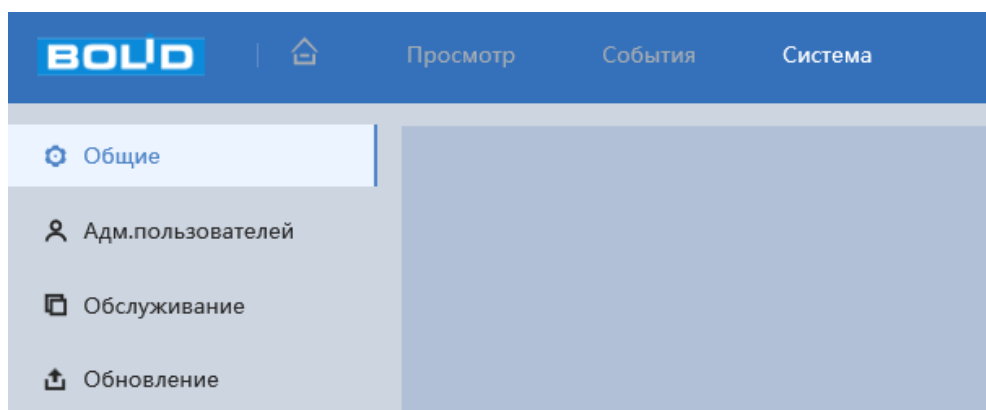 BOLID Просмотр События Система
Общие
Адм.пользователей
Обслуживание
Обновление